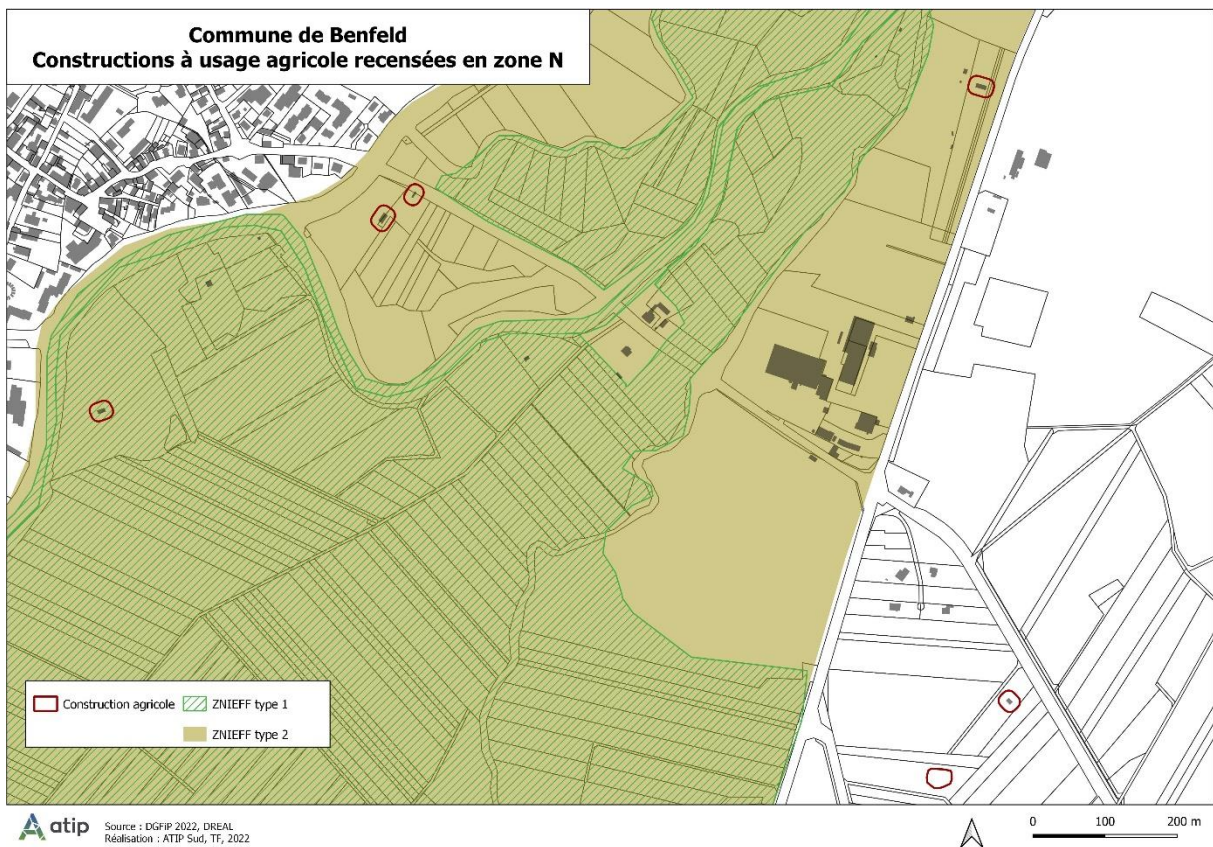 Commune de Benfeld
Constructions à usage agricole recensées en zone N
Construction agricole
ZNIEFF type 1
ZNIEFF type 2
atip
Source : DGFiP 2022, DREAL
Réalisation : ATIP Sud, TF, 2022
0 100 200 m